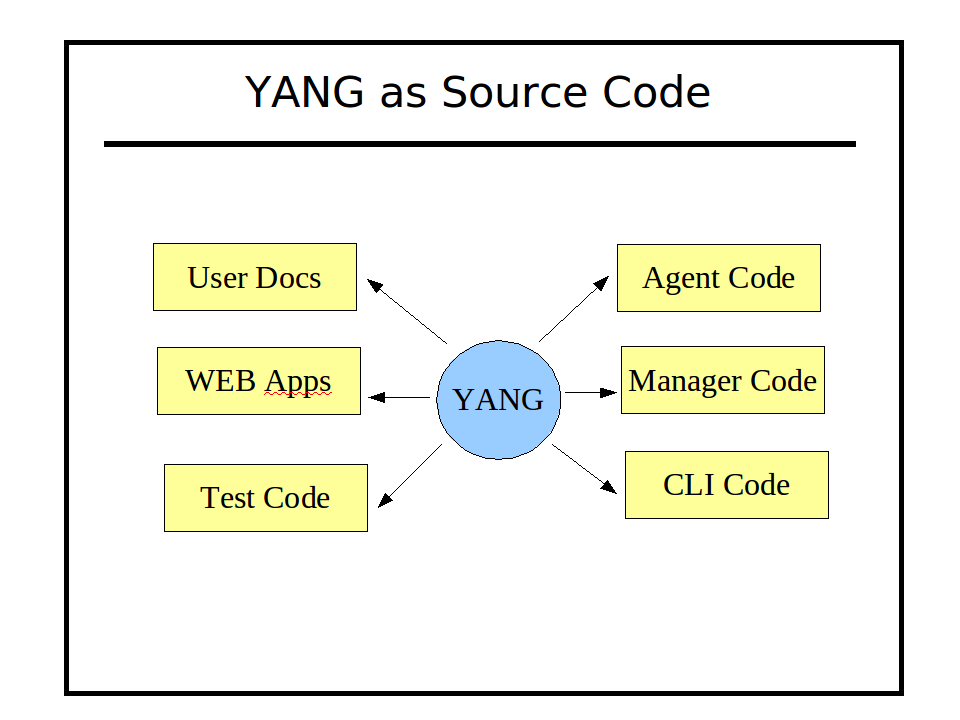 YANG as Source Code
User Docs
Agent Code
WEB Apps
Manager Code
YANG
Test Code
CLI Code